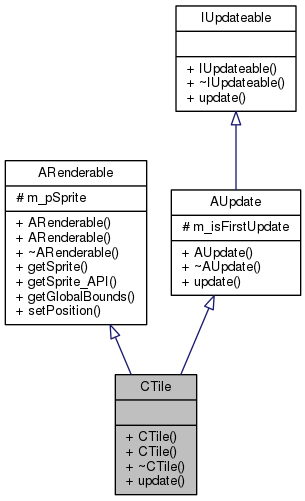 IUpdateable
+ IUpdateable()
+ ~IUpdateable()
+ update()
ARenderable
# m_pSprite
+ ARenderable()
+ ARenderable()
+ ~ARenderable()
+ getSprite()
+ getSprite_API()
+ getGlobalBounds()
+ setPosition()
AUpdate
# m_isFirstUpdate
+ AUpdate()
+ ~AUpdate()
+ update()
CTile
+ CTile()
+ CTile()
+ ~CTile()
+ update()